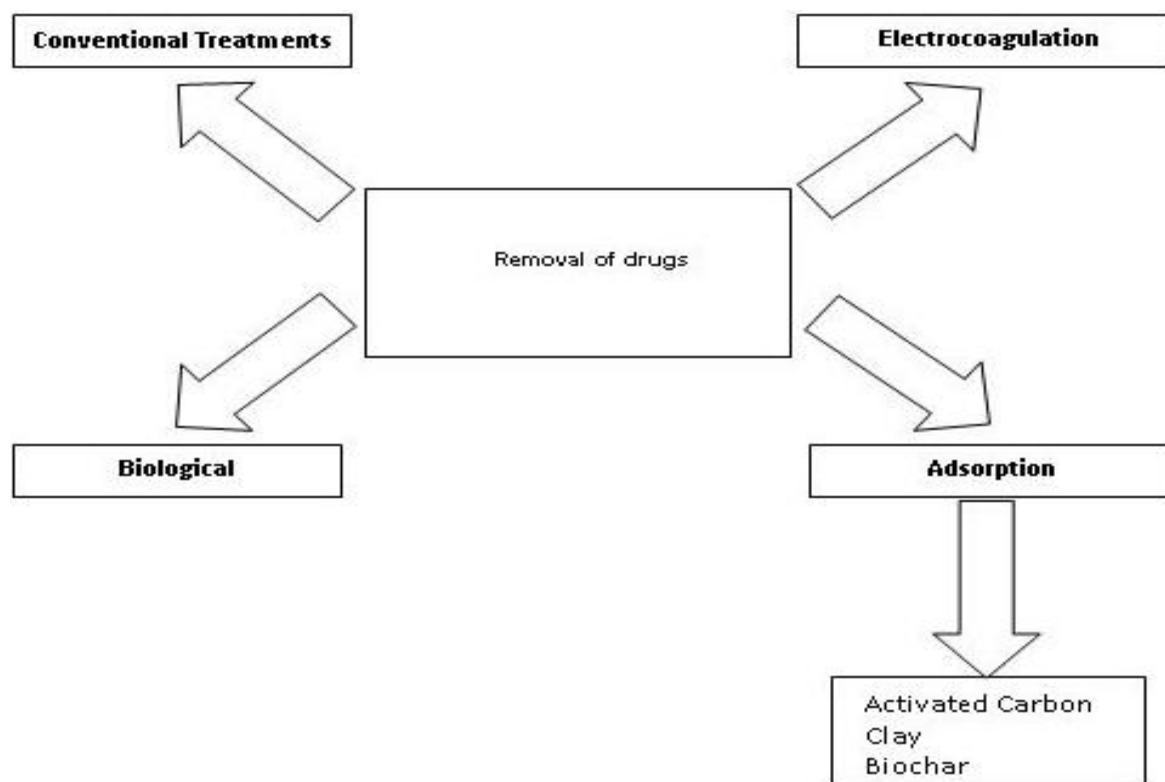 Conventional Treatments
Electrocoagulation
Removal of drugs
Biological
Adsorption
Activated Carbon
Clay
Biochar